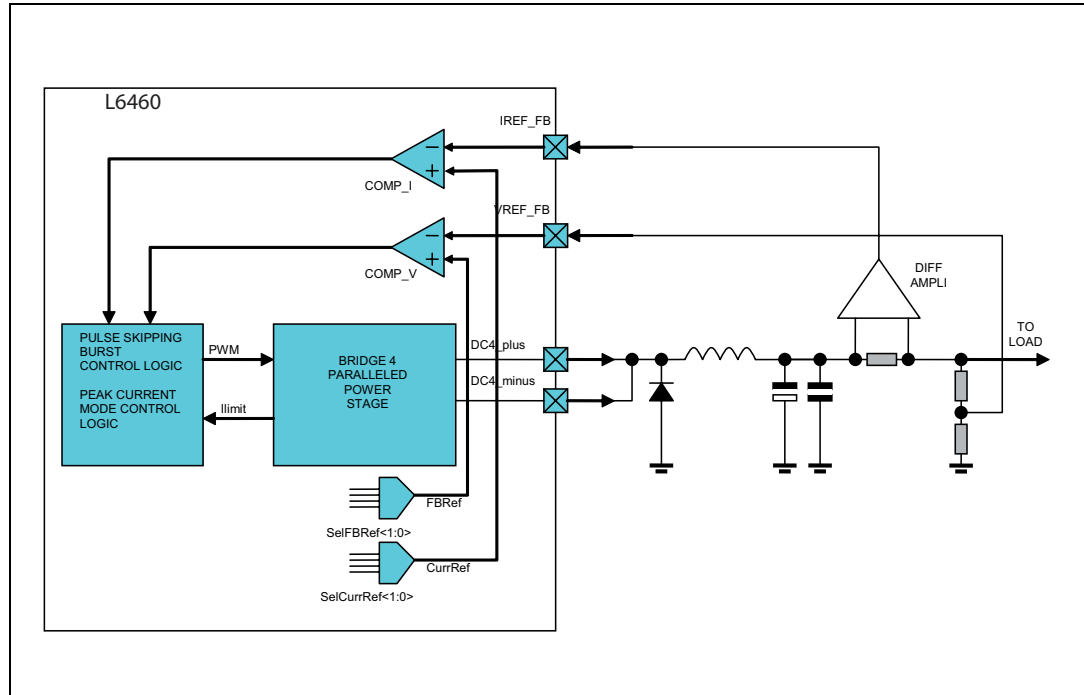 L6460
IREF_FB
COMP_I
VREF_FB
COMP_V
DIFF
AMPLI
TO
LOAD
PULSE SKIPPING
BURST
CONTROL LOGIC
PEAK CURRENT
MODE CONTROL
LOGIC
PWM
Ilimit
BRIDGE 4
PARALLELED
POWER
STAGE
DC4_plus
DC4_minus
FBRef
SelFBRef<1:0>
CurrRef
SelCurrRef<1:0>